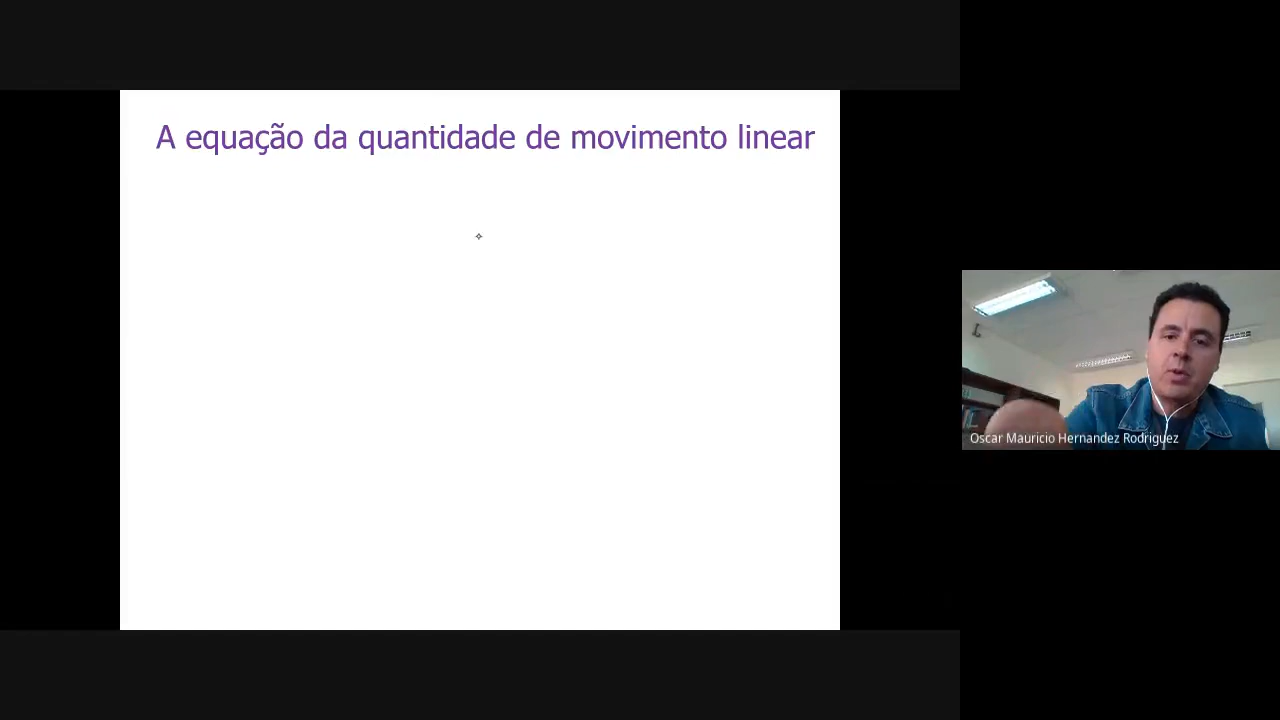 A equação da quantidade de movimento linear
Oscar Mauricio Hernandez Rodriguez